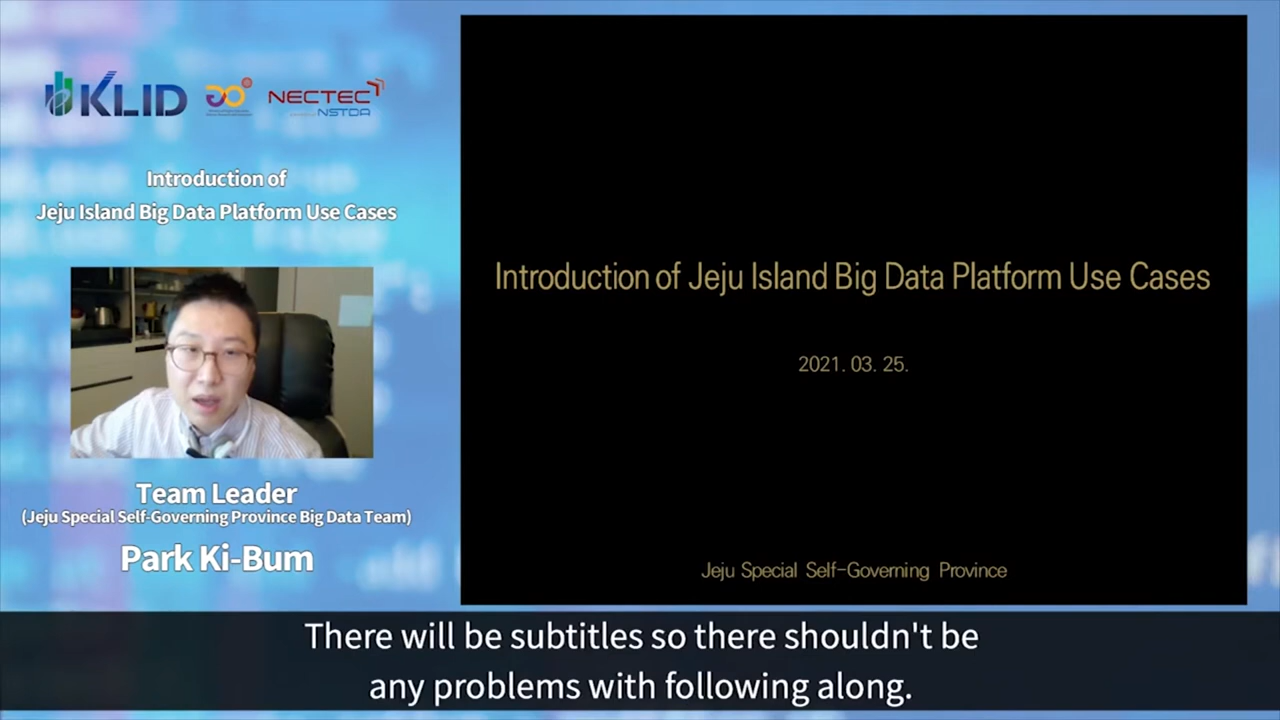 KLID
NECTEC
NSTDA
Introduction of
Jeju Island Big Data Platform Use Cases
Team Leader
(Jeju Special Self-Governing Province Big Data Team)
Park Ki-Bum
Introduction of Jeju Island Big Data Platform Use Cases
2021. 03. 25.
Jeju Special Self-Governing Province
There will be subtitles so there shouldn't be
any problems with following along.